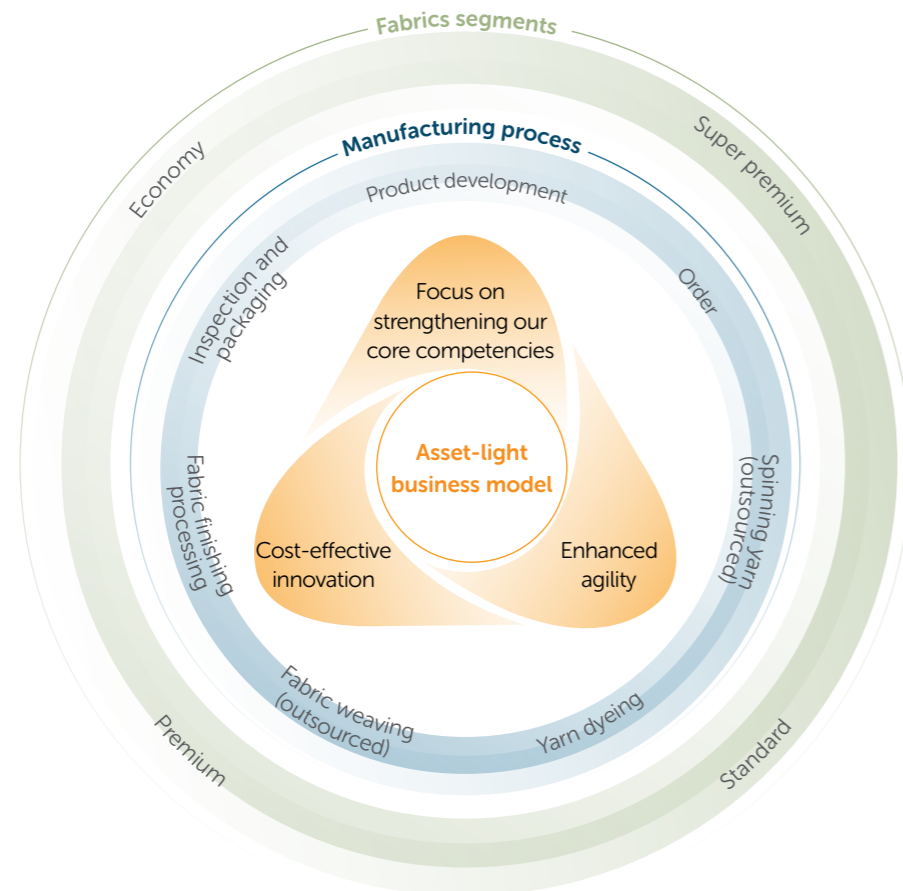 Fabrics segments
Super premium
Standard
Premium
Economy
Manufacturing process
Product development
Order
Spinning yarn
(outsourced)
Yarn dyeing
Fabric weaving
(outsourced)
Fabric finishing
processing
Inspection and
packaging
Focus on
strengthening our
core competencies
Enhanced
agility
Cost-effective
innovation
Asset-light
business model